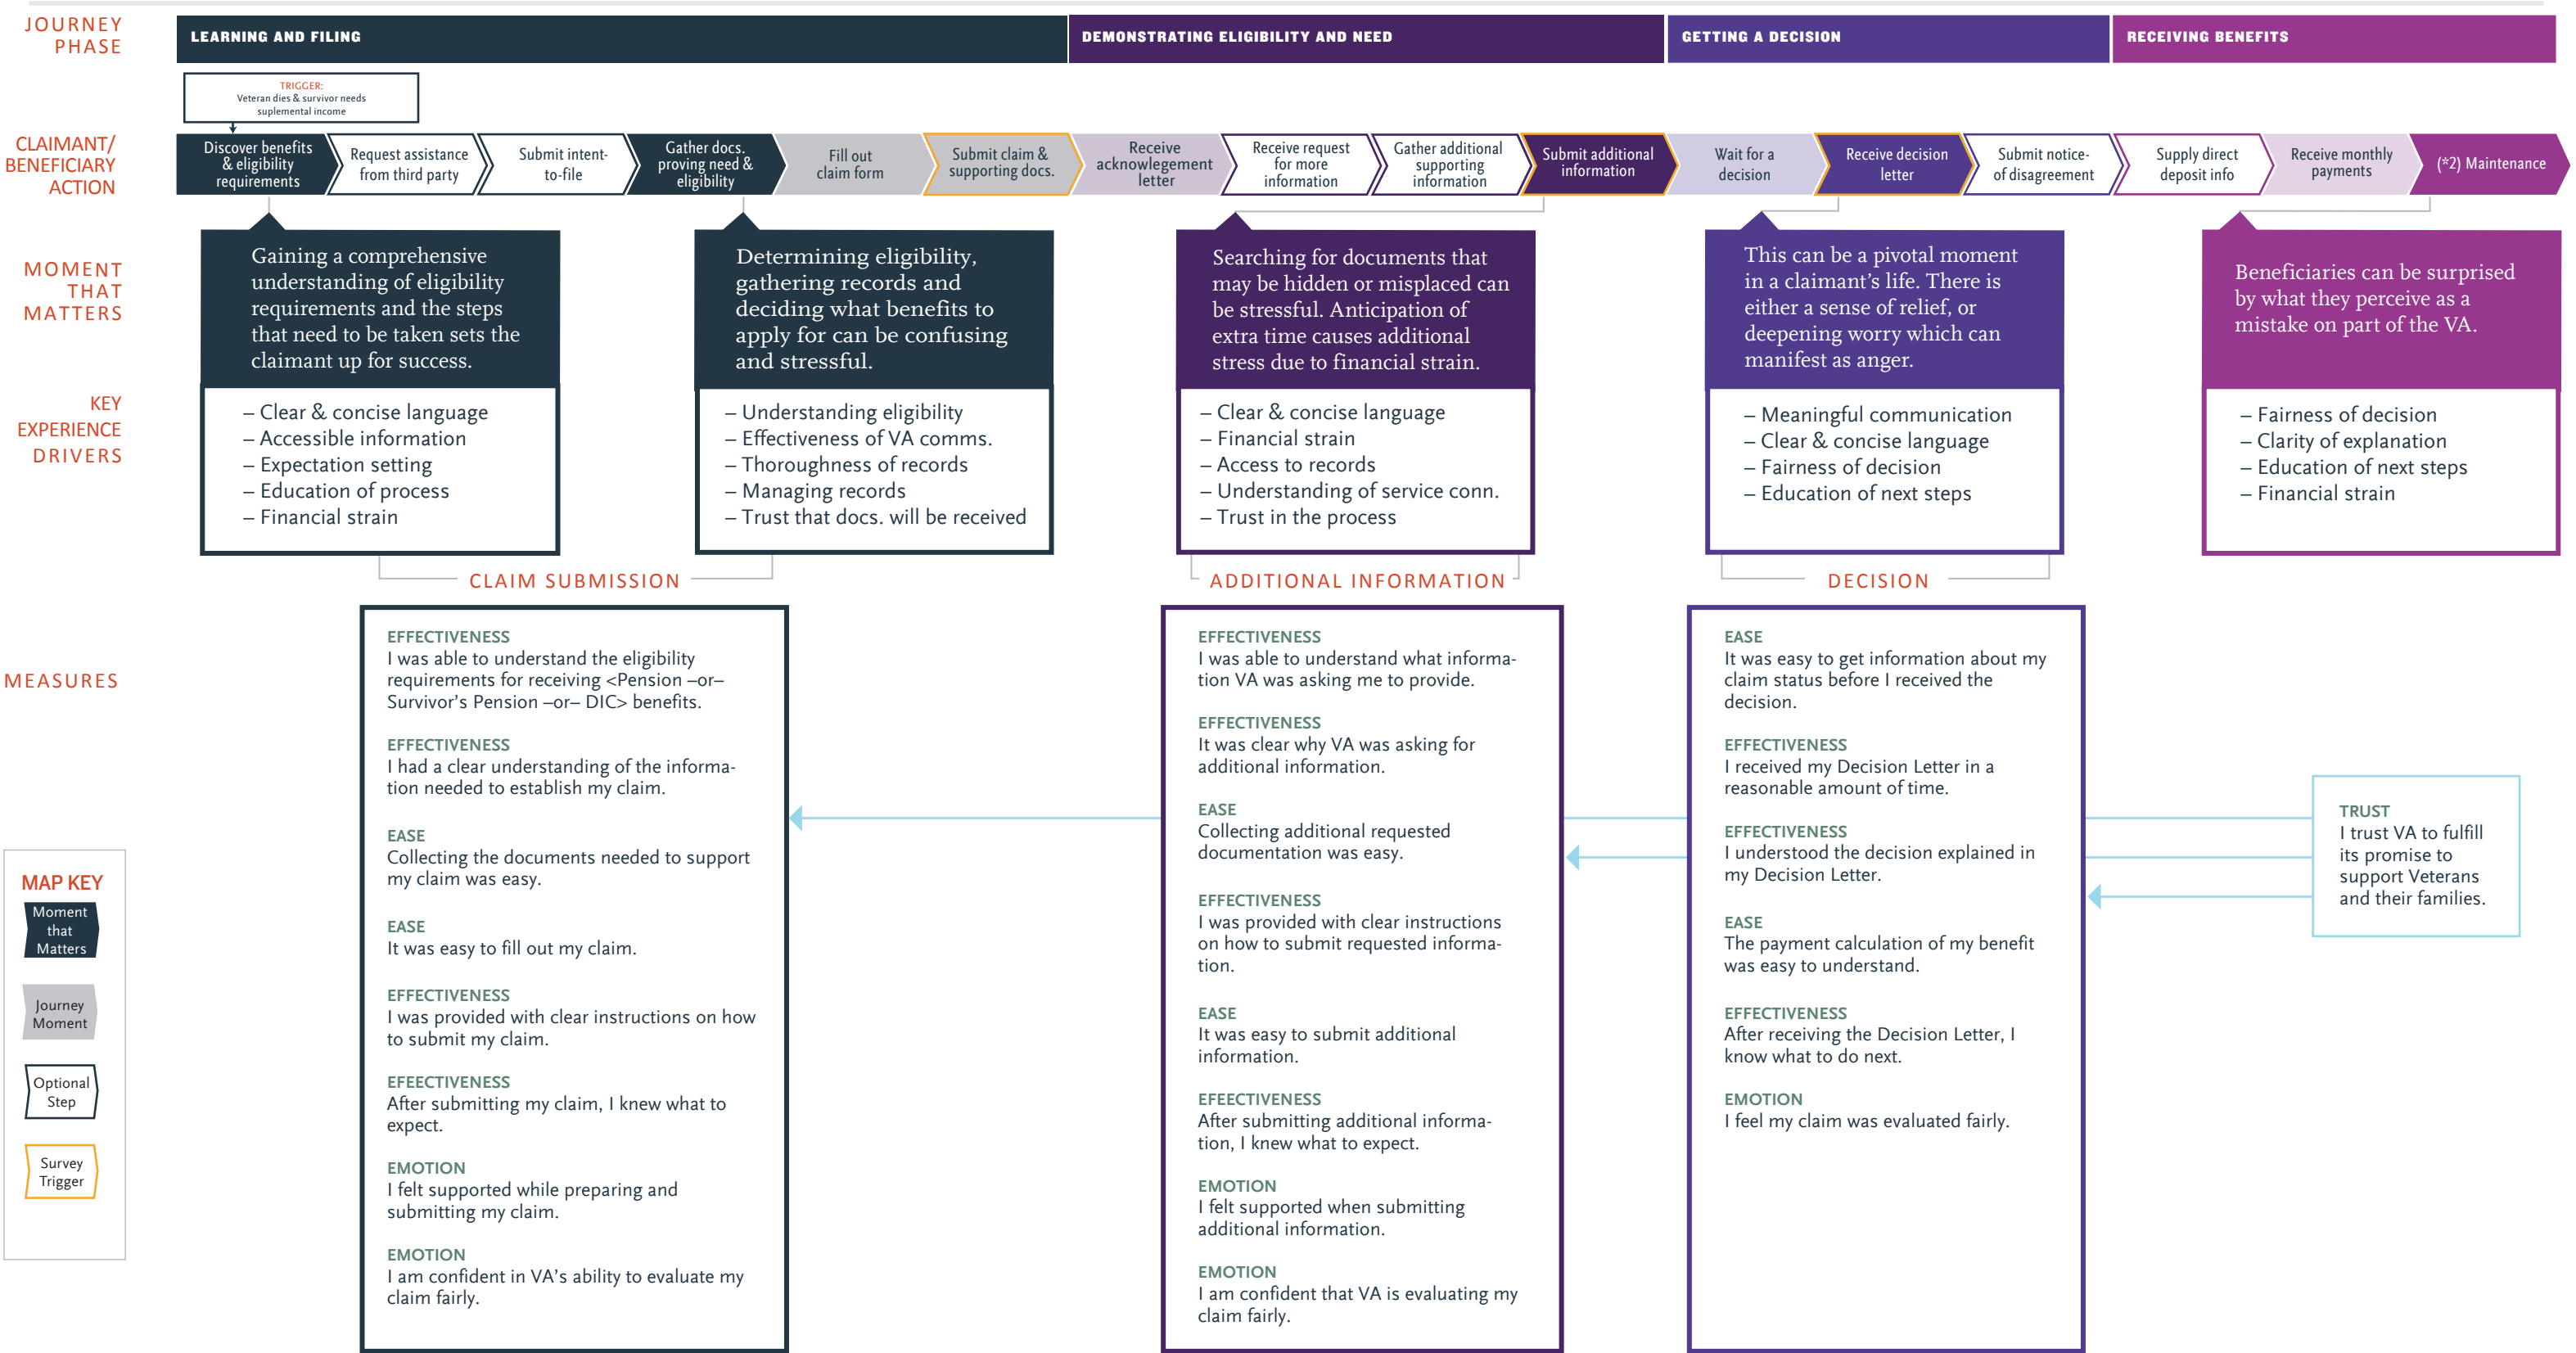 JOURNEY
PHASE
LEARNING AND FILING
DEMONSTRATING ELIGIBILITY AND NEED
GETTING A DECISION
RECEIVING BENEFITS
TRIGGER:
Veteran dies & survivor needs
suplemental income
CLAIMANT/
BENEFICIARY
ACTION
Discover benefits
& eligibility
requirements
Request assistance
from third party
Submit intent-
to-file
Gather docs.
proving need &
eligibility
Fill out
claim form
Submit claim &
supporting docs.
Receive
acknowlegement
letter
Receive request
for more
information
Gather additional
supporting
information
Submit additional
information
Wait for a
decision
Receive decision
letter
Submit notice-
of disagreement
Supply direct
deposit info
Receive monthly
payments
(*2) Maintenance
MOMENT
THAT
MATTERS
Gaining a comprehensive
understanding of eligibility
requirements and the steps
that need to be taken sets the
claimant up for success.
Determining eligibility,
gathering records and
deciding what benefits to
apply for can be confusing
and stressful.
Searching for documents that
may be hidden or misplaced can
be stressful. Anticipation of
extra time causes additional
stress due to financial strain.
This can be a pivotal moment
in a claimant's life. There is
either a sense of relief, or
deepening worry which can
manifest as anger.
Beneficiaries can be surprised
by what they perceive as a
mistake on part of the VA.
KEY
EXPERIENCE
DRIVERS
– Clear & concise language
– Accessible information
– Expectation setting
– Education of process
– Financial strain
– Understanding eligibility
– Effectiveness of VA comms.
– Thoroughness of records
– Managing records
– Trust that docs. will be received
– Clear & concise language
– Financial strain
– Access to records
– Understanding of service conn.
– Trust in the process
– Meaningful communication
– Clear & concise language
– Fairness of decision
– Education of next steps
– Fairness of decision
– Clarity of explanation
– Education of next steps
– Financial strain
CLAIM SUBMISSION
ADDITIONAL INFORMATION
DECISION
MEASURES
EFFECTIVENESS
I was able to understand the eligibility
requirements for receiving <Pension –or–
Survivor's Pension –or– DIC> benefits.
EFFECTIVENESS
I had a clear understanding of the informa-
tion needed to establish my claim.
EASE
Collecting the documents needed to support
my claim was easy.
EASE
It was easy to fill out my claim.
EFFECTIVENESS
I was provided with clear instructions on how
to submit my claim.
EFEECTIVENESS
After submitting my claim, I knew what to
expect.
EMOTION
I felt supported while preparing and
submitting my claim.
EMOTION
I am confident in VA's ability to evaluate my
claim fairly.
EFFECTIVENESS
I was able to understand what informa-
tion VA was asking me to provide.
EFFECTIVENESS
It was clear why VA was asking for
additional information.
EASE
Collecting additional requested
documentation was easy.
EFFECTIVENESS
I was provided with clear instructions
on how to submit requested informa-
tion.
EASE
It was easy to submit additional
information.
EFEECTIVENESS
After submitting additional informa-
tion, I knew what to expect.
EMOTION
I felt supported when submitting
additional information.
EMOTION
I am confident that VA is evaluating my
claim fairly.
EASE
It was easy to get information about my
claim status before I received the
decision.
EFFECTIVENESS
I received my Decision Letter in a
reasonable amount of time.
EFFECTIVENESS
I understood the decision explained in
my Decision Letter.
EASE
The payment calculation of my benefit
was easy to understand.
EFFECTIVENESS
After receiving the Decision Letter, I
know what to do next.
EMOTION
I feel my claim was evaluated fairly.
TRUST
I trust VA to fulfill
its promise to
support Veterans
and their families.
MAP KEY
Moment
that
Matters
Journey
Moment
Optional
Step
Survey
Trigger